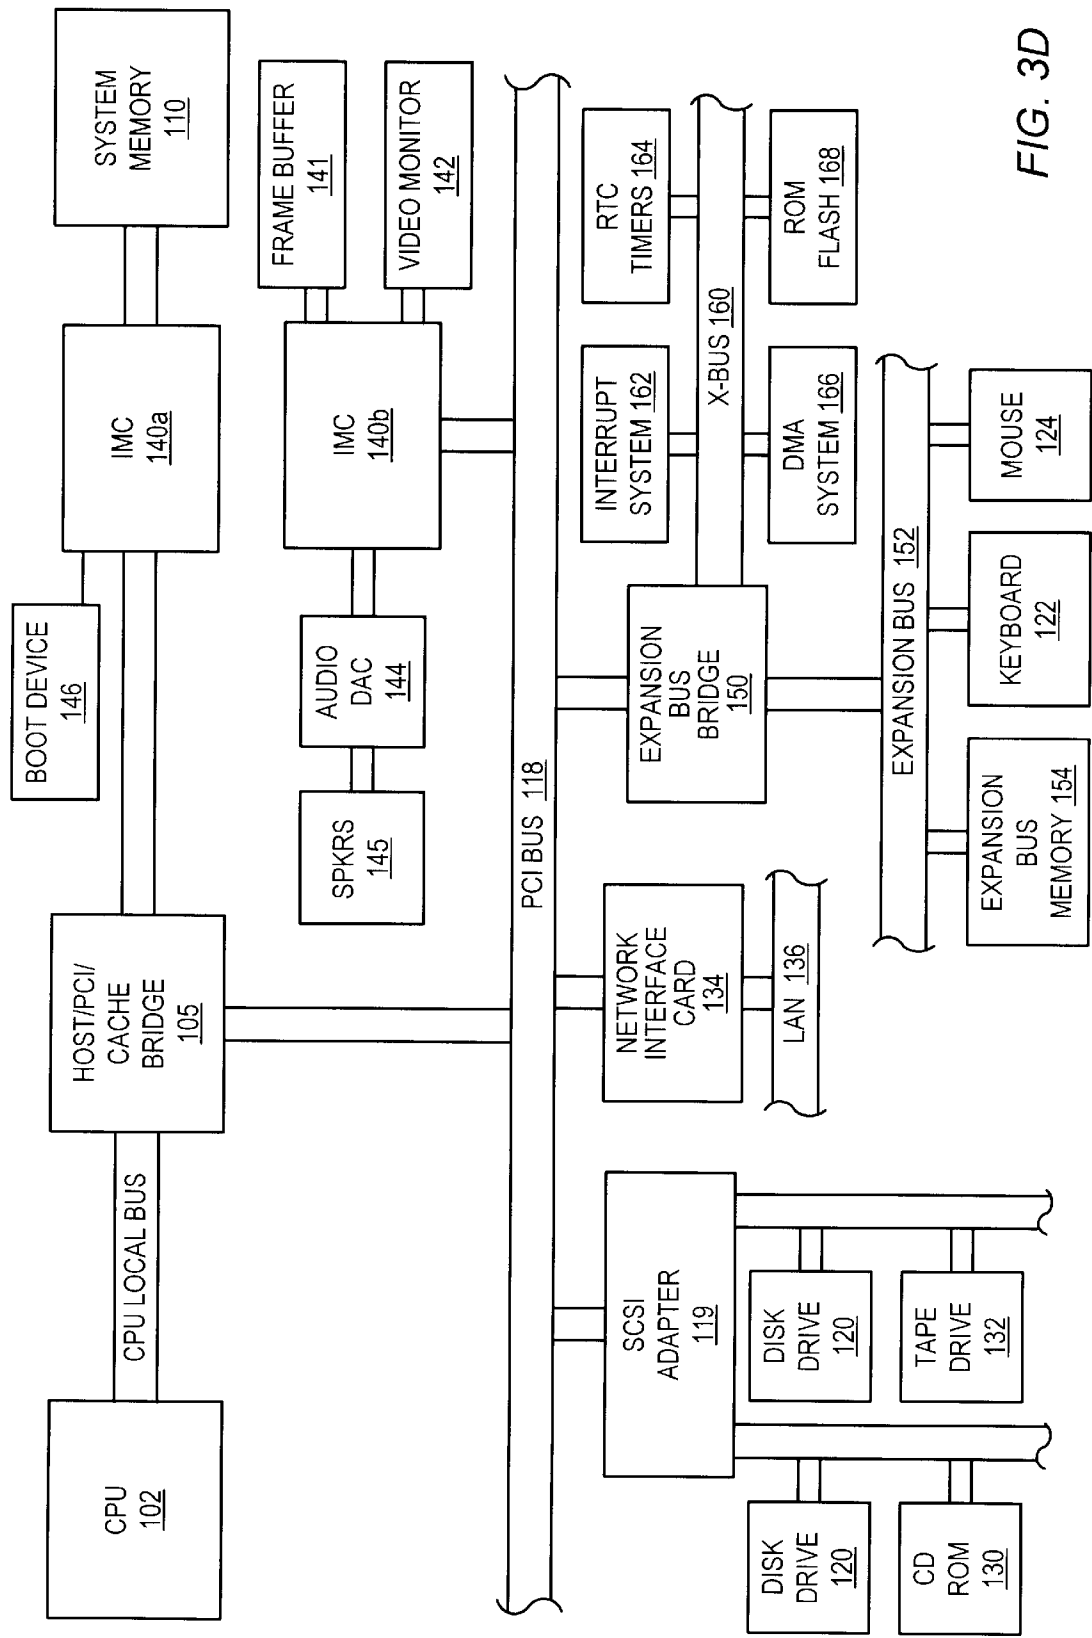 CPU
102
CPU LOCAL BUS
HOST/PCI/
CACHE
BRIDGE
105
BOOT DEVICE
146
IMC
140a
SYSTEM
MEMORY
110
SPKRS
145
AUDIO
DAC
144
IMC
140b
FRAME BUFFER
141
VIDEO MONITOR
142
PCI BUS 118
SCSI
ADAPTER
119
DISK
DRIVE
120
CD
ROM
130
DISK
DRIVE
120
TAPE
DRIVE
132
NETWORK
INTERFACE
CARD
134
LAN 136
EXPANSION
BUS
BRIDGE
150
INTERRUPT
SYSTEM 162
RTC
TIMERS 164
X-BUS 160
DMA
SYSTEM 166
ROM
FLASH 168
EXPANSION BUS 152
EXPANSION
BUS
MEMORY 154
KEYBOARD
122
MOUSE
124
FIG. 3D